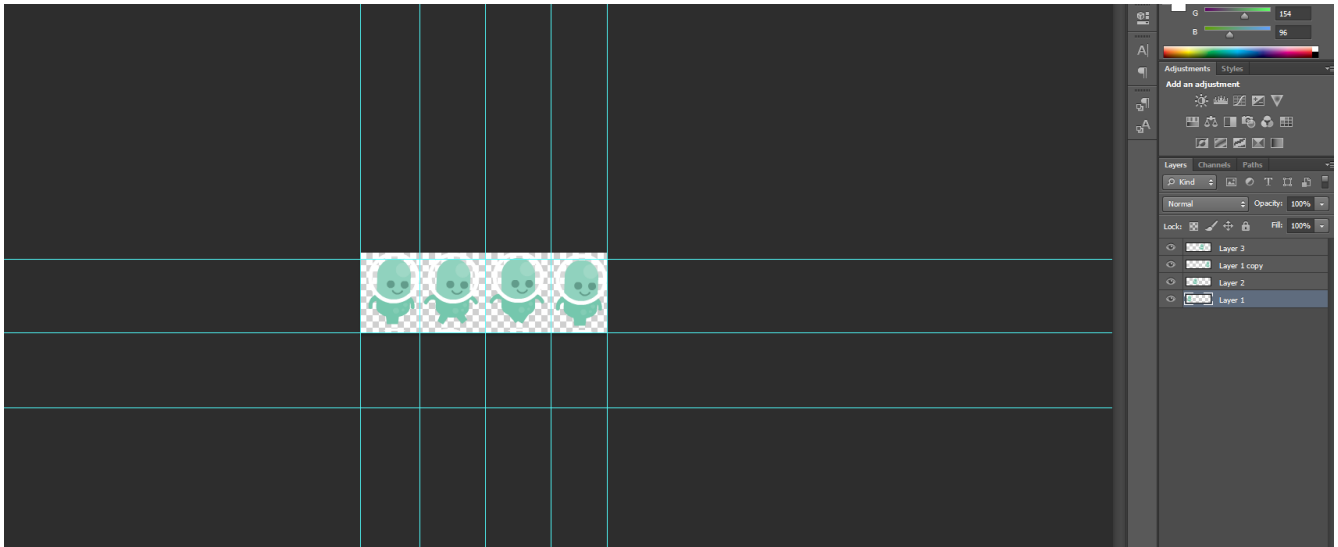 G 154
B 96
A|
¶
A
Adjustments Styles
Add an adjustment
Layers Channels Paths
Kind T
Normal Opacity: 100%
Lock: Fill: 100%
Layer 3
Layer 1 copy
Layer 2
Layer 1